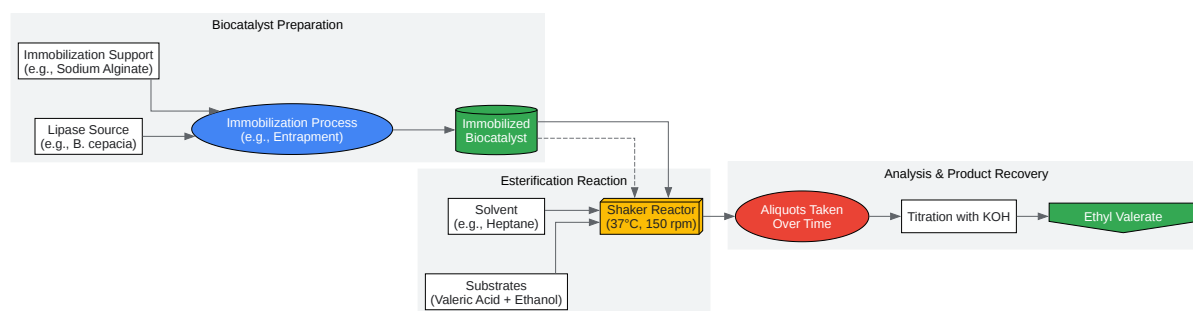 Biocatalyst Preparation
Immobilization Support
(e.g., Sodium Alginate)
Lipase Source
(e.g., B. cepacia)
Immobilization Process
(e.g., Entrapment)
Immobilized
Biocatalyst
Esterification Reaction
Solvent
(e.g., Heptane)
Substrates
(Valeric Acid + Ethanol)
Shaker Reactor
(37°C, 150 rpm)
Analysis & Product Recovery
Aliquots Taken
Over Time
Titration with KOH
Ethyl Valerate